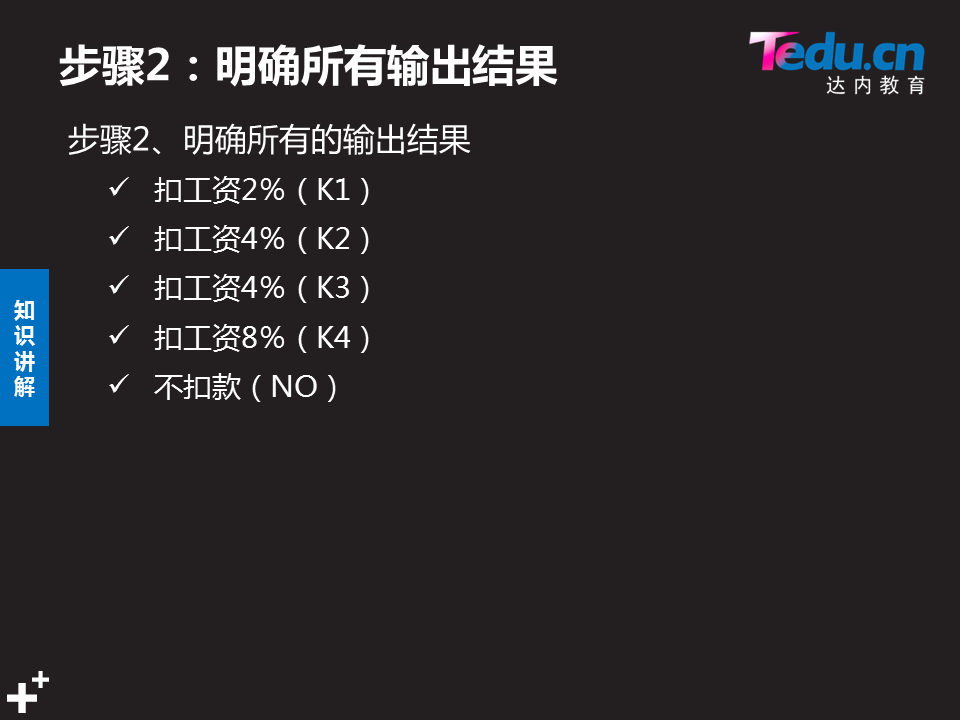 步骤2：明确所有输出结果
Tedu.cn
达内教育
步骤2、明确所有的输出结果
✓ 扣工资2%（K1）
✓ 扣工资4%（K2）
✓ 扣工资4%（K3）
✓ 扣工资8%（K4）
✓ 不扣款（NO）
知
识
讲
解